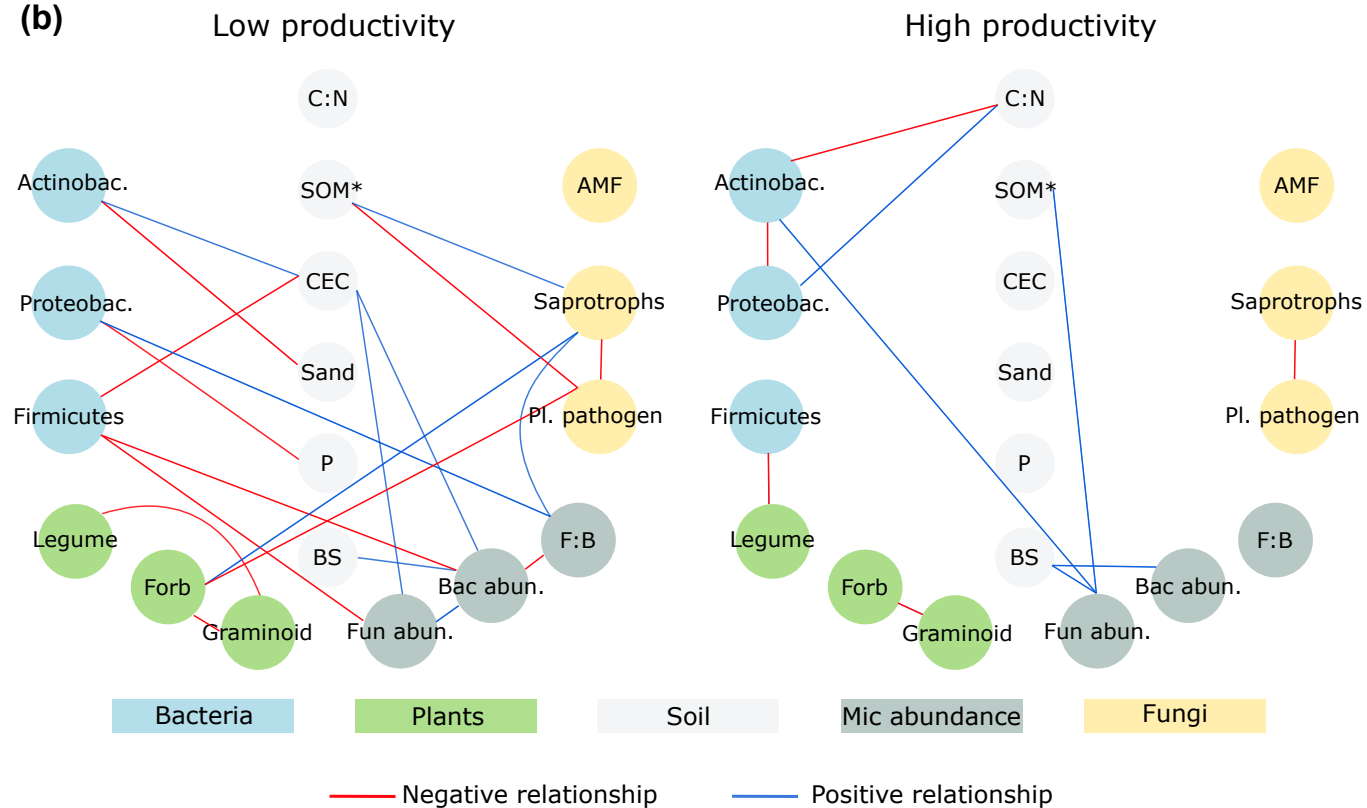 (b)
Low productivity
High productivity
C:N
Actinobac.
SOM*
AMF
CEC
Proteobac.
Saprotrophs
Sand
Firmicutes
Pl. pathogen
P
Legume
F:B
BS
Forb
Bac abun.
Graminoid
Fun abun.
C:N
Actinobac.
SOM*
AMF
CEC
Proteobac.
Saprotrophs
Sand
Firmicutes
Pl. pathogen
P
Legume
F:B
BS
Forb
Bac abun.
Graminoid
Fun abun.
Bacteria
Plants
Soil
Mic abundance
Fungi
Negative relationship
Positive relationship